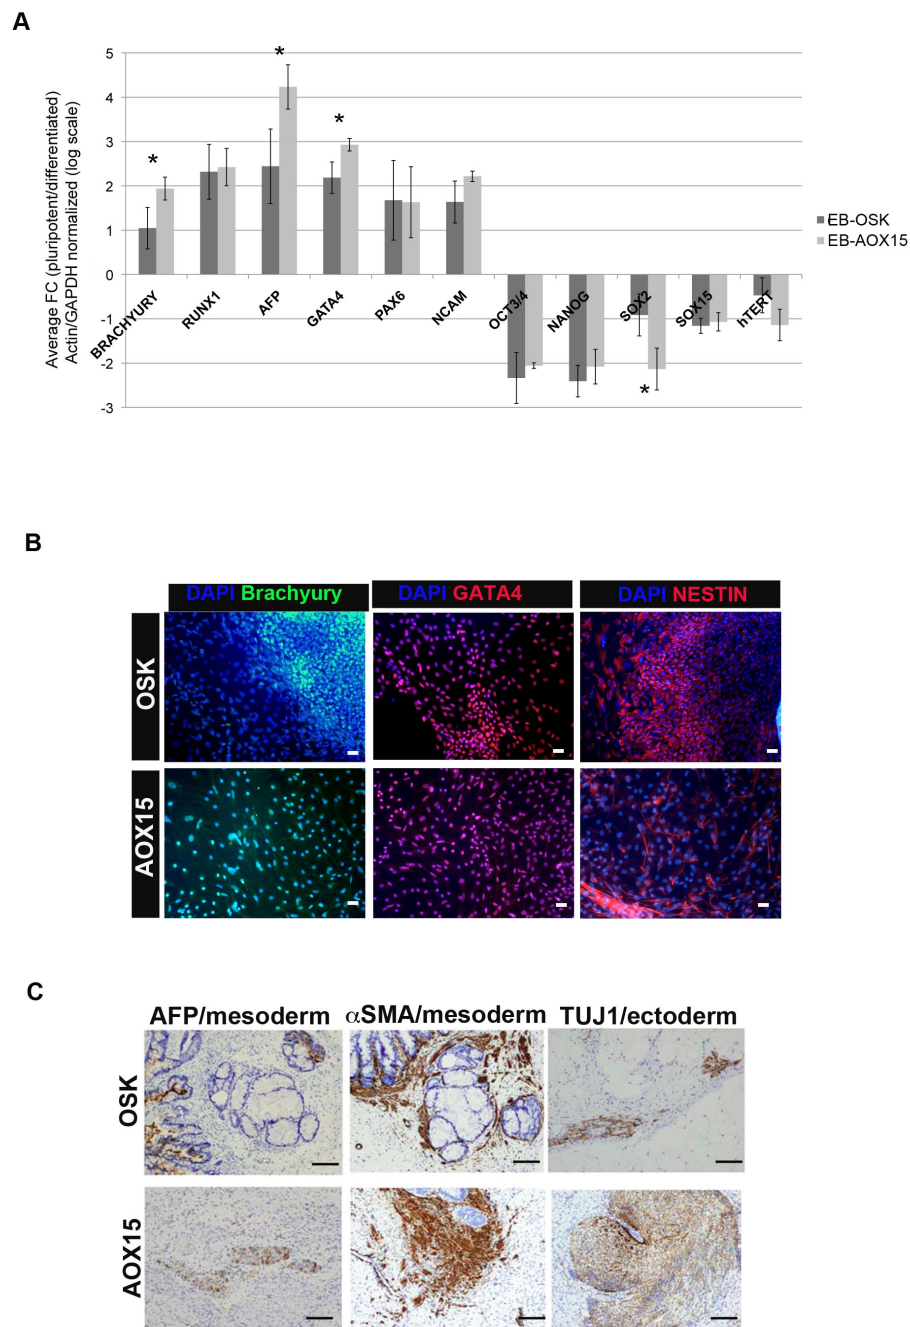 A
5
4
3
2
1
0
-1
-2
-3
Average FC (pluripotent/differentiated)
Actin/GAPDH normalized (log scale)
*
*
*
*
BRACHYURY
RUNX1
AFP
GATA4
PAX6
NCAM
OCT3/4
NANOG
SOX2
SOX15
hTERT
EB-OSK
EB-AOX15
B
DAPI Brachyury
DAPI GATA4
DAPI NESTIN
OSK
AOX15
C
AFP/mesoderm
αSMA/mesoderm
TUJ1/ectoderm
OSK
AOX15